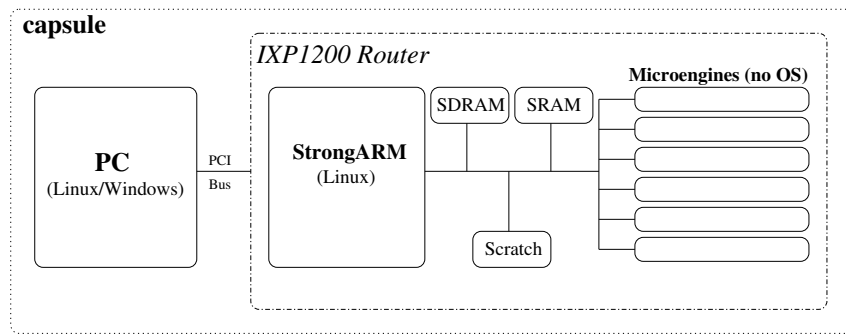 capsule
IXP1200 Router
Microengines (no OS)
SDRAM
SRAM
PC
(Linux/Windows)
PCI
Bus
StrongARM
(Linux)
Scratch